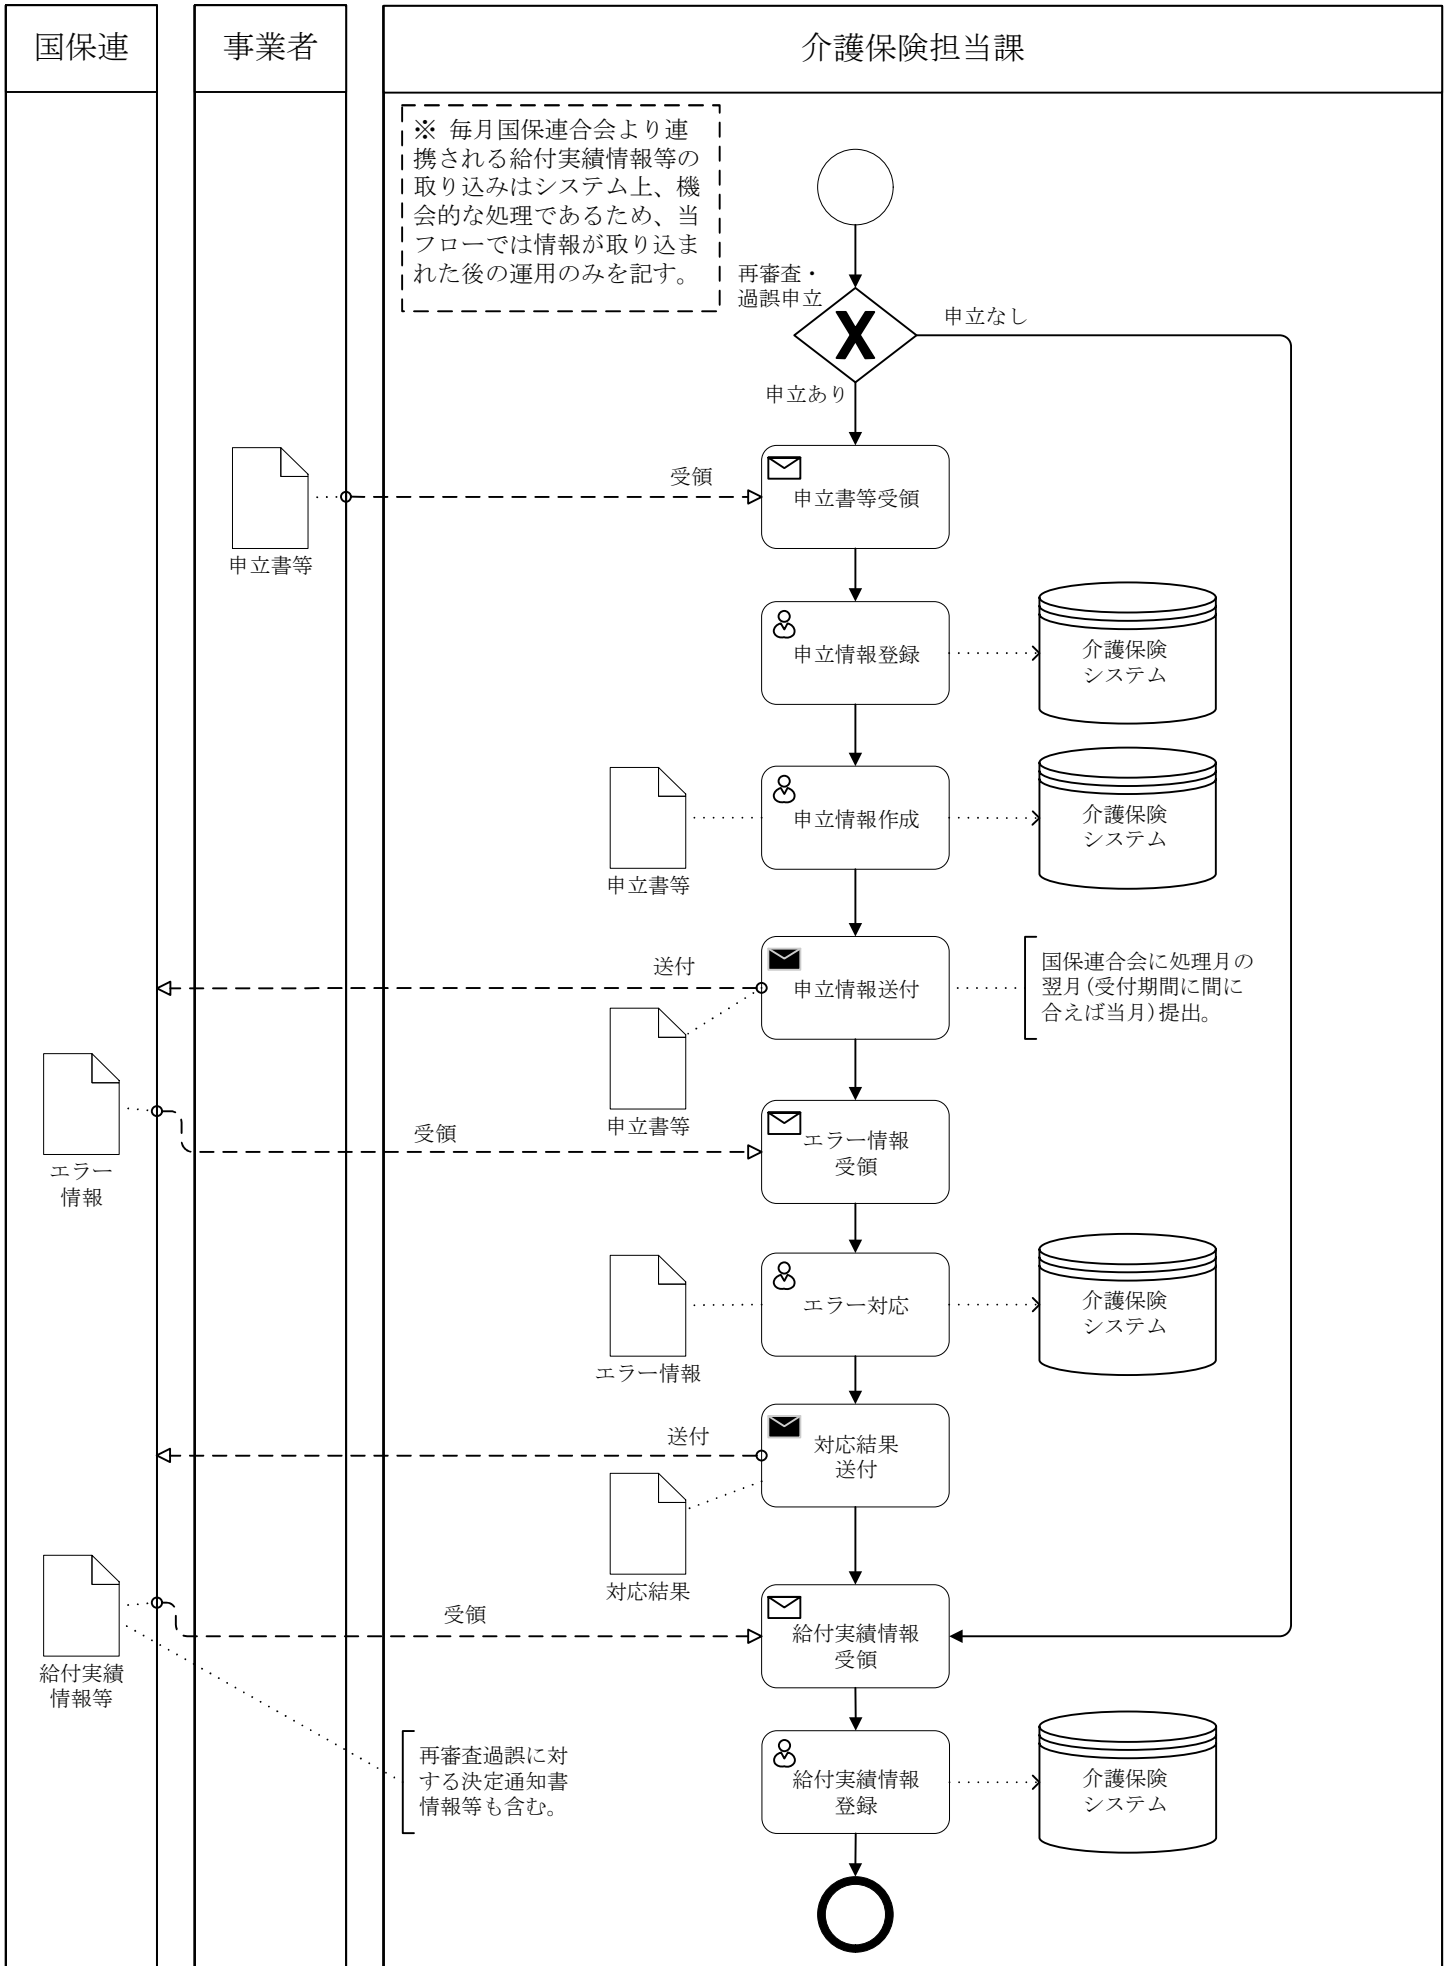 国保連
事業者
介護保険担当課
※ 毎月国保連合会より連
携される給付実績情報等の
取り込みはシステム上、機
会的な処理であるため、当
フローでは情報が取り込ま
れた後の運用のみを記す。
再審査・
過誤申立
申立なし
申立あり
申立書等
受領
申立書等受領
申立情報登録
介護保険
システム
申立書等
申立情報作成
介護保険
システム
送付
申立情報送付
国保連合会に処理月の
翌月(受付期間に間に
合えば当月)提出。
申立書等
エラー
情報
受領
エラー情報
受領
エラー情報
エラー対応
介護保険
システム
送付
対応結果
送付
対応結果
給付実績
情報等
受領
給付実績情報
受領
再審査過誤に対
する決定通知書
情報等も含む。
給付実績情報
登録
介護保険
システム